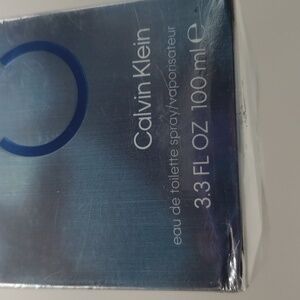 Calvin Klein
eau de toilette spray/vaporisateur
3.3 FL OZ 100 ml ℮